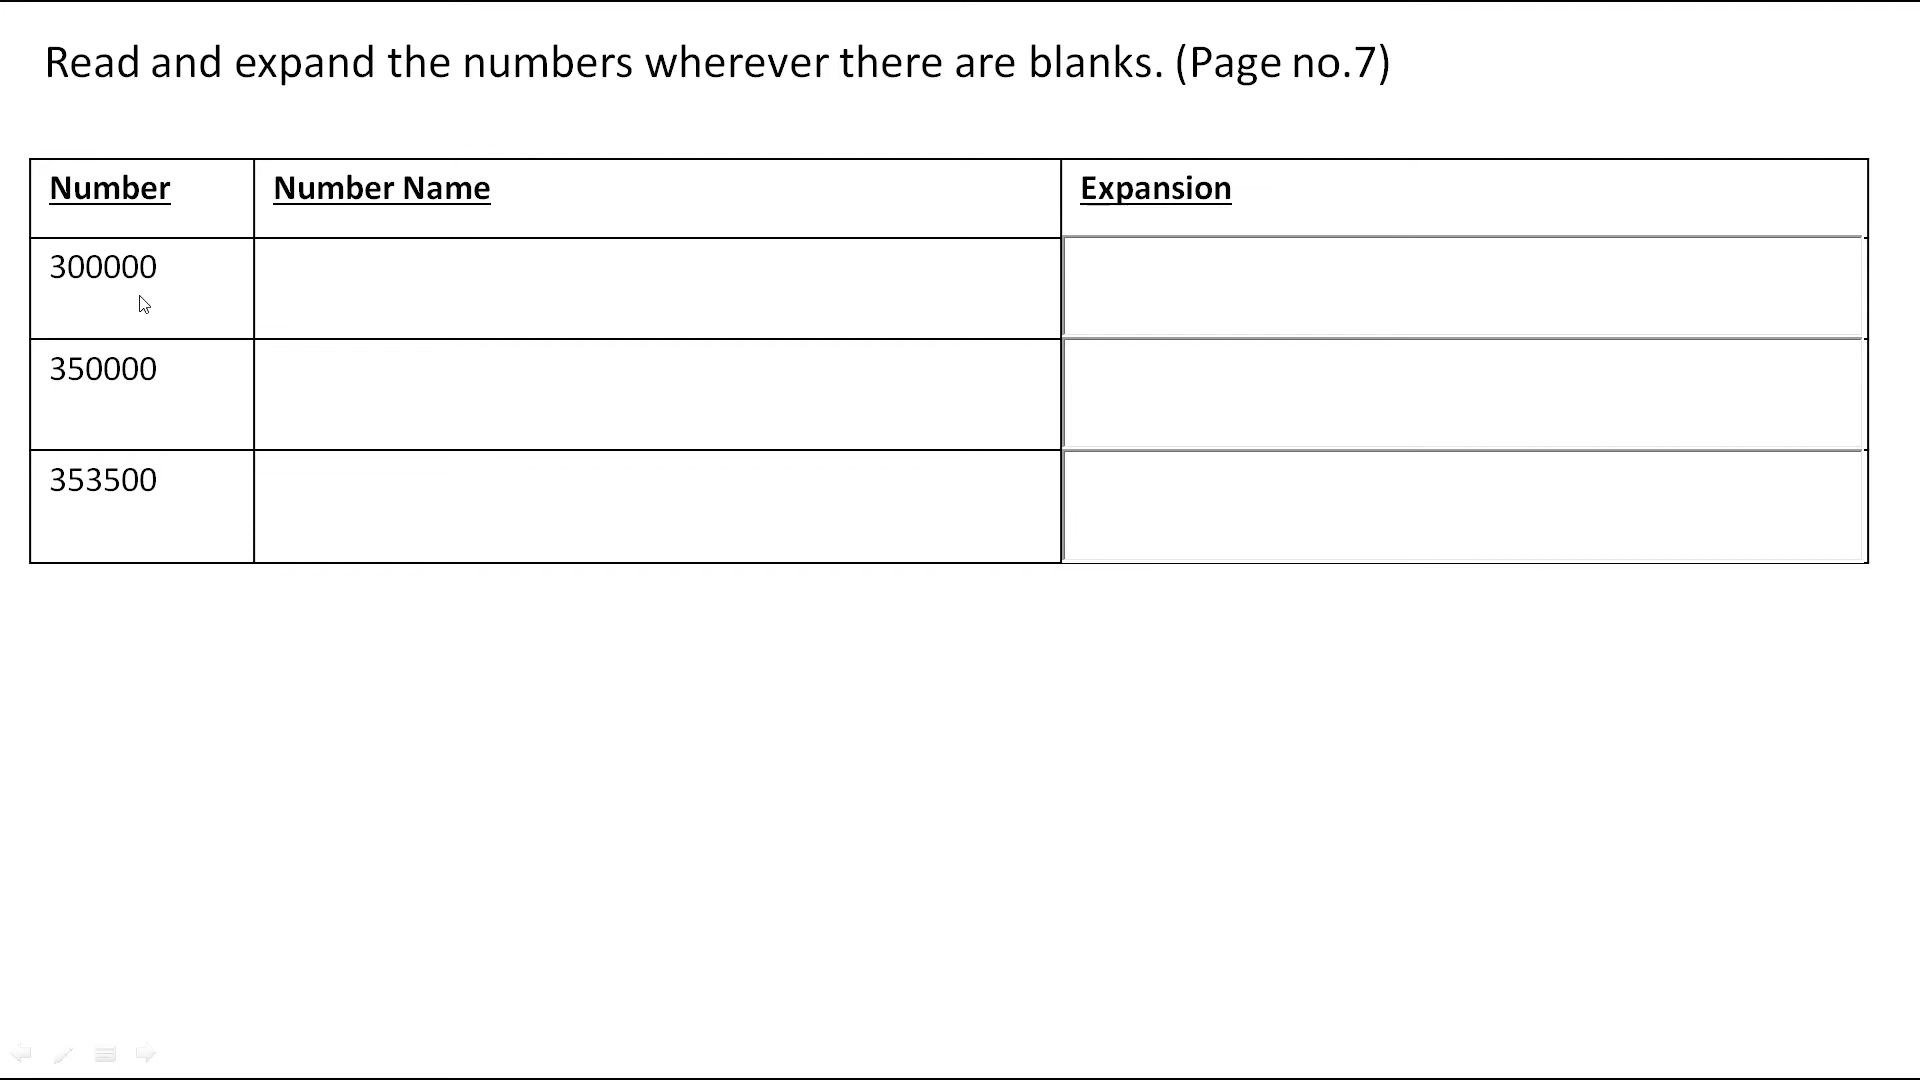 Read and expand the numbers wherever there are blanks. (Page no.7)
Number Number Name Expansion
300000
350000
353500